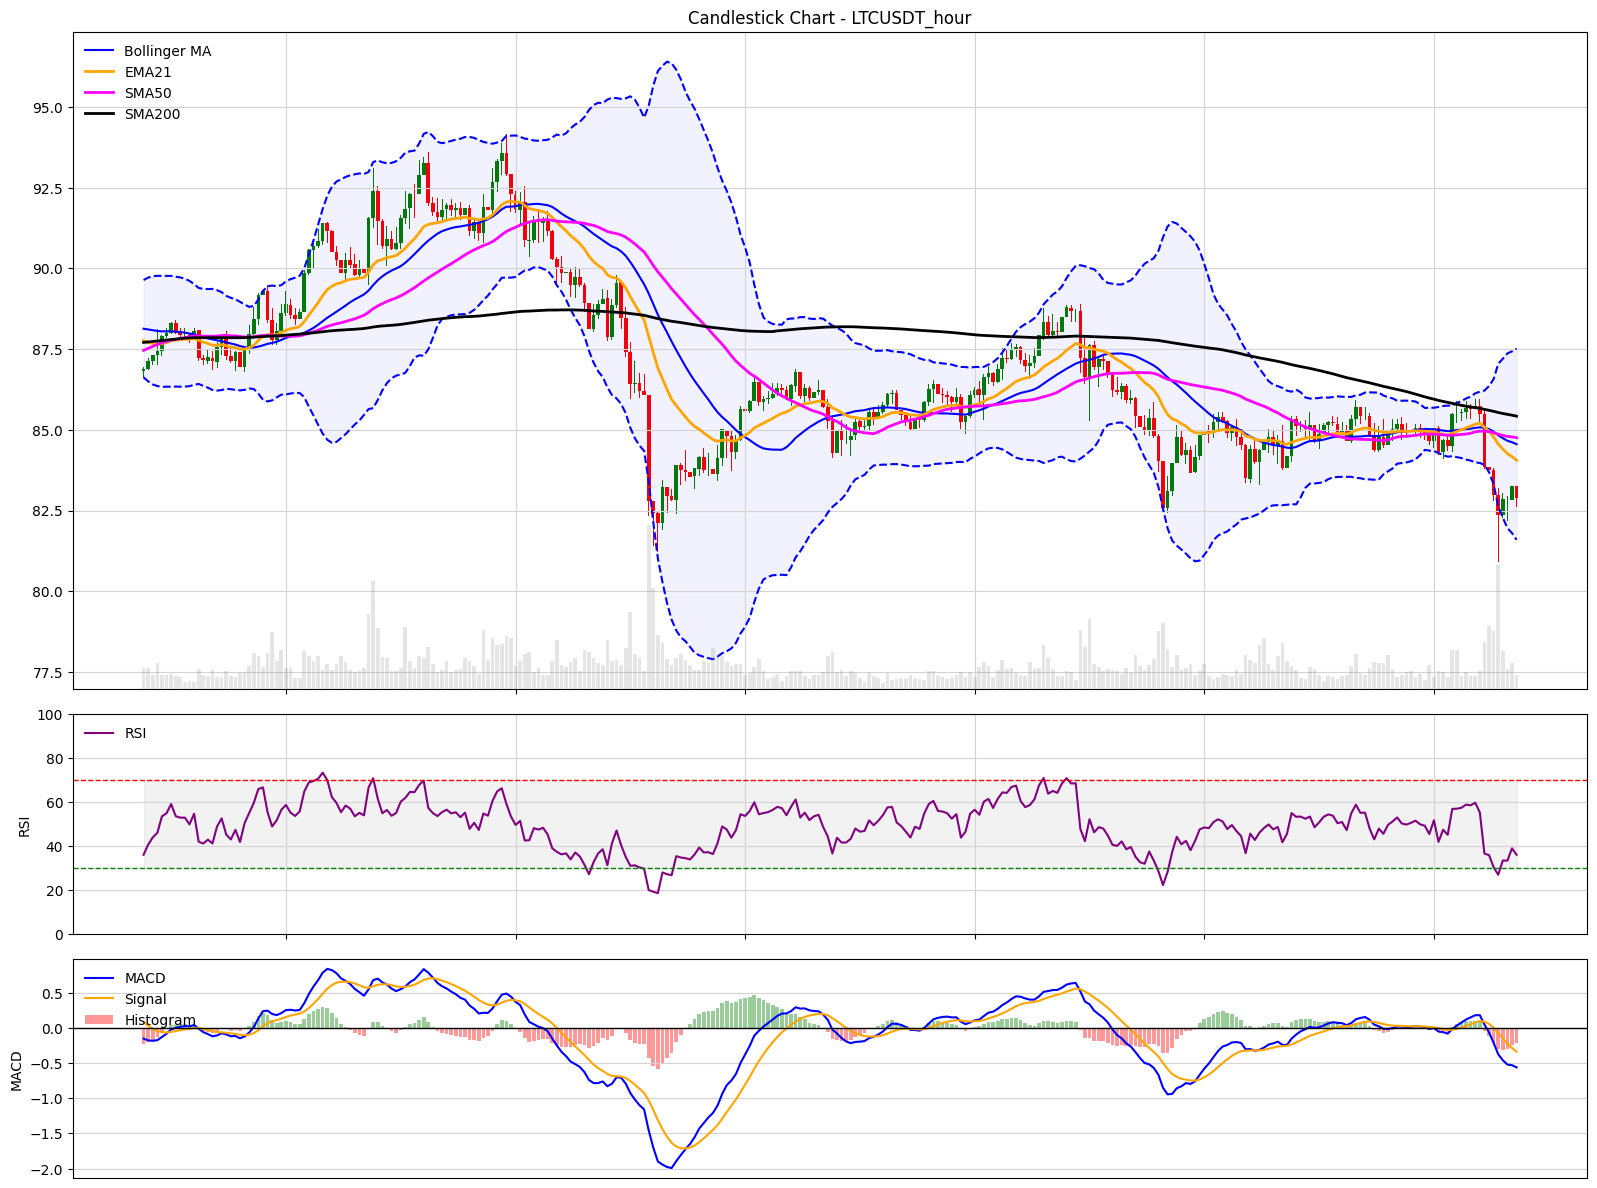 Candlestick Chart - LTCUSDT_hour
Bollinger MA
EMA21
SMA50
SMA200
95.0
92.5
90.0
87.5
85.0
82.5
80.0
77.5
100
RSI
80
60
RSI
40
20
0
MACD
0.5
Signal
Histogram
0.0
−0.5
MACD
−1.0
−1.5
−2.0